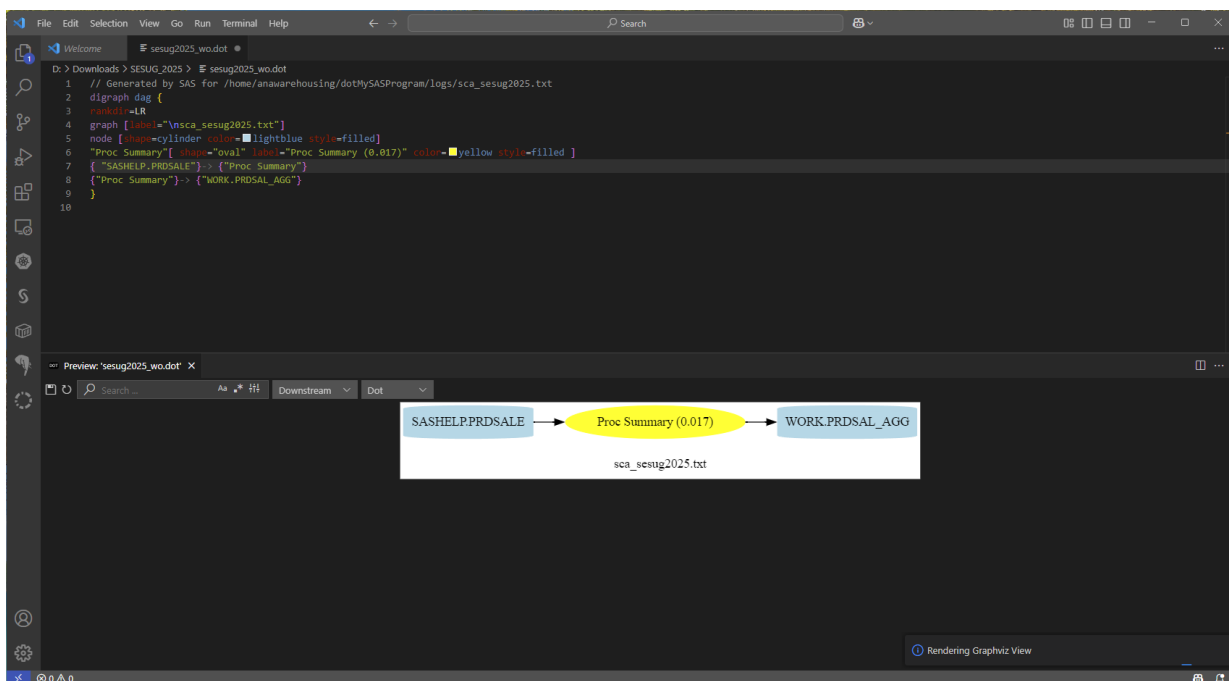 File Edit Selection View Go Run Terminal Help Search
Welcome sesug2025_wo.dot
D: > Downloads > SESUG_2025 > sesug2025_wo.dot
1 // Generated by SAS for /home/anawarehousing/dotMySASProgram/logs/sca_sesug2025.txt
2 digraph dag {
3 rankdir=LR
4 graph [label="\nsca_sesug2025.txt"]
5 node [shape=cylinder color=lightblue style=filled]
6 "Proc Summary"[ shape="oval" label="Proc Summary (0.017)" color=yellow style=filled ]
7 { "SASHELP.PRDSALE"}-> {"Proc Summary"}
8 {"Proc Summary"}-> {"WORK.PRDSAL_AGG"}
9 }
10
Preview: 'sesug2025_wo.dot'
Search ... Aa .* Downstream Dot
SASHELP.PRDSALE Proc Summary (0.017) WORK.PRDSAL_AGG
sca_sesug2025.txt
Rendering Graphviz View
0 0